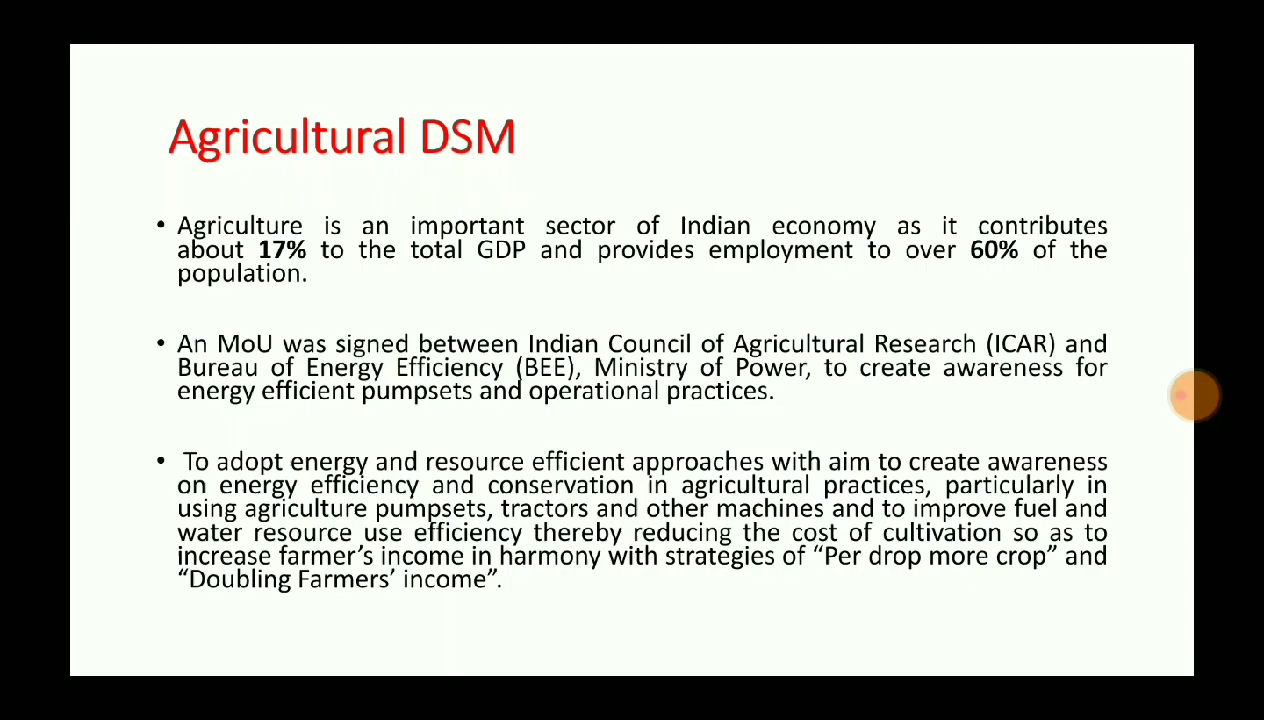 Agricultural DSM
• Agriculture is an important sector of Indian economy as it contributes
about 17% to the total GDP and provides employment to over 60% of the
population.
• An MoU was signed between Indian Council of Agricultural Research (ICAR) and
Bureau of Energy Efficiency (BEE), Ministry of Power, to create awareness for
energy efficient pumpsets and operational practices.
• To adopt energy and resource efficient approaches with aim to create awareness
on energy efficiency and conservation in agricultural practices, particularly in
using agriculture pumpsets, tractors and other machines and to improve fuel and
water resource use efficiency thereby reducing the cost of cultivation so as to
increase farmer’s income in harmony with strategies of “Per drop more crop” and
“Doubling Farmers’ income”.